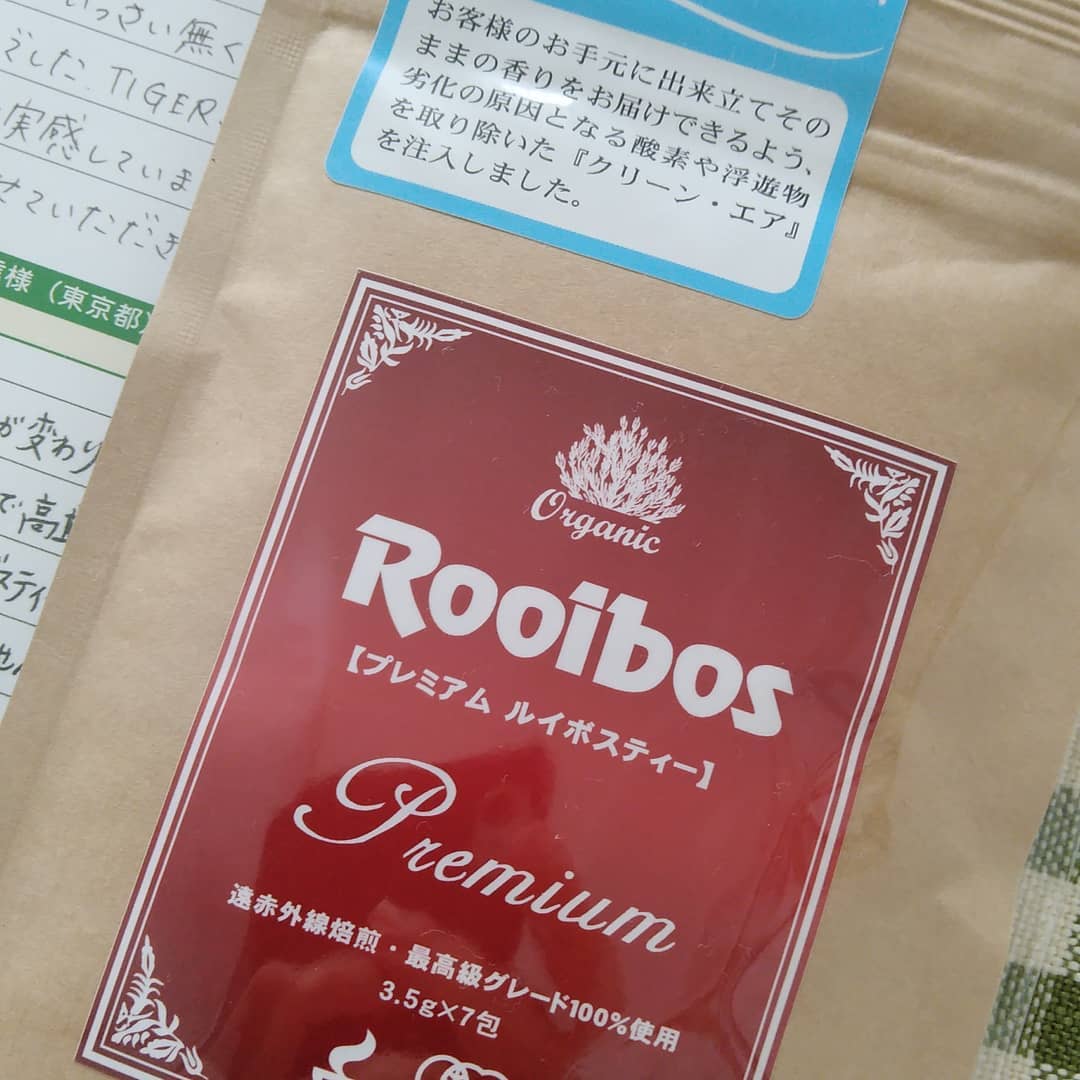 いっさい無く
でした。TIGER
実感していま
せていただき
様（東京都）
が変わり
で高
スティ
お客様のお手元に出来立てその
ままの香りをお届けできるよう、
劣化の原因となる酸素や浮遊物
を取り除いた『クリーン・エア』
を注入しました。
Organic
Rooibos
【プレミアム ルイボスティー】
Premium
遠赤外線焙煎・最高級グレード100%使用
3.5g×7包